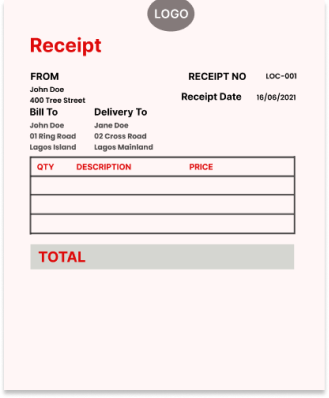 LOGO
Receipt
FROM
John Doe
400 Tree Street
RECEIPT NO LOC-001
Receipt Date 16/06/2021
Bill To
John Doe
01 Ring Road
Lagos Island
Delivery To
Jane Doe
02 Cross Road
Lagos Mainland
QTY DESCRIPTION PRICE
TOTAL